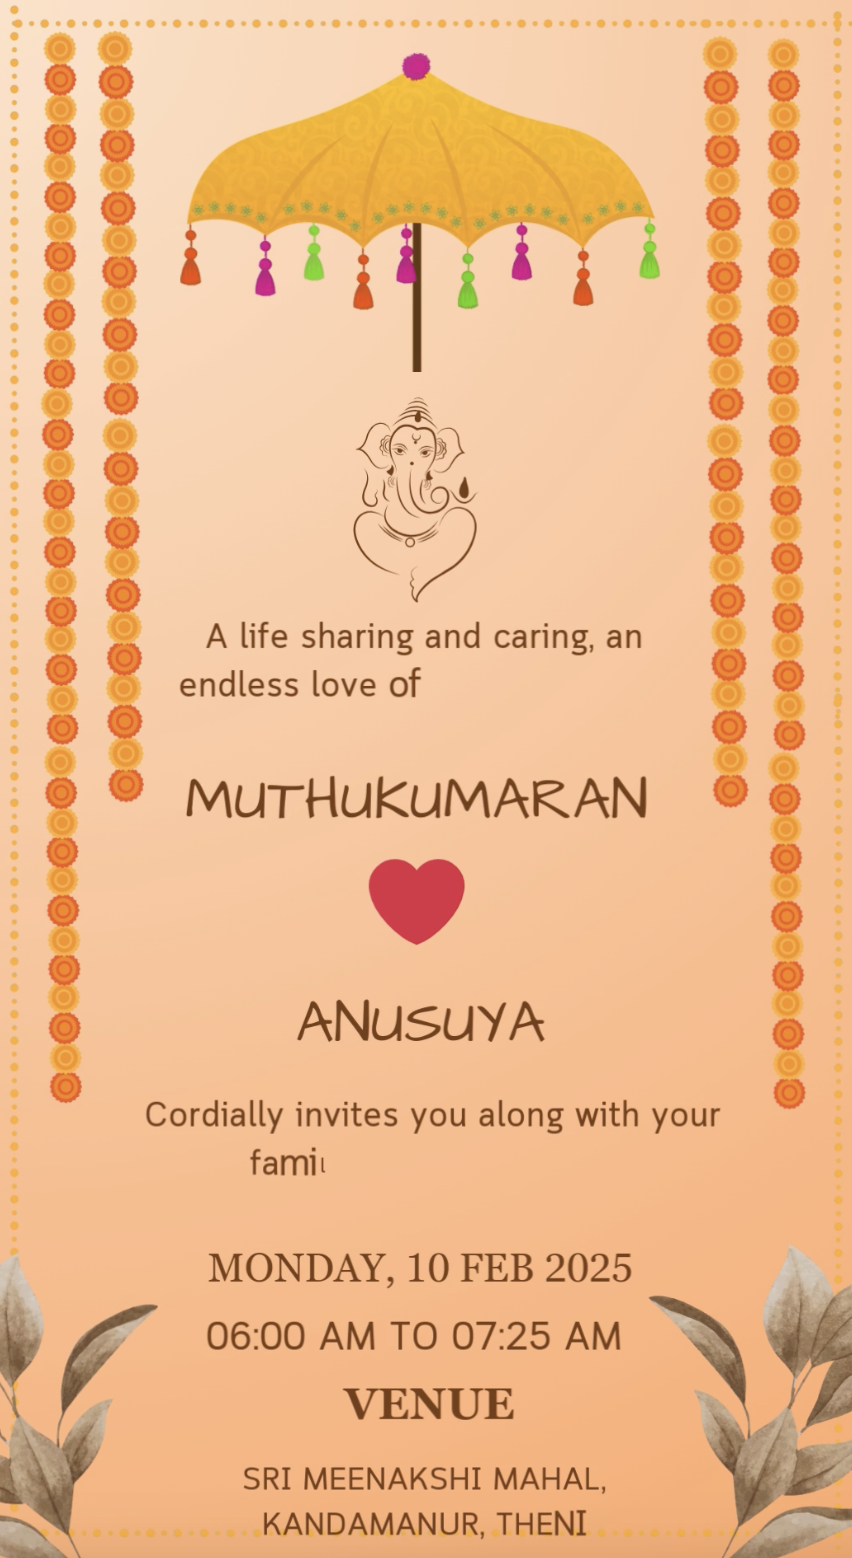 A life sharing and caring, an
endless love of
MUTHUKUMARAN
ANUSUYA
Cordially invites you along with your
famil
MONDAY, 10 FEB 2025
06:00 AM TO 07:25 AM
VENUE
SRI MEENAKSHI MAHAL,
KANDAMANUR, THENI